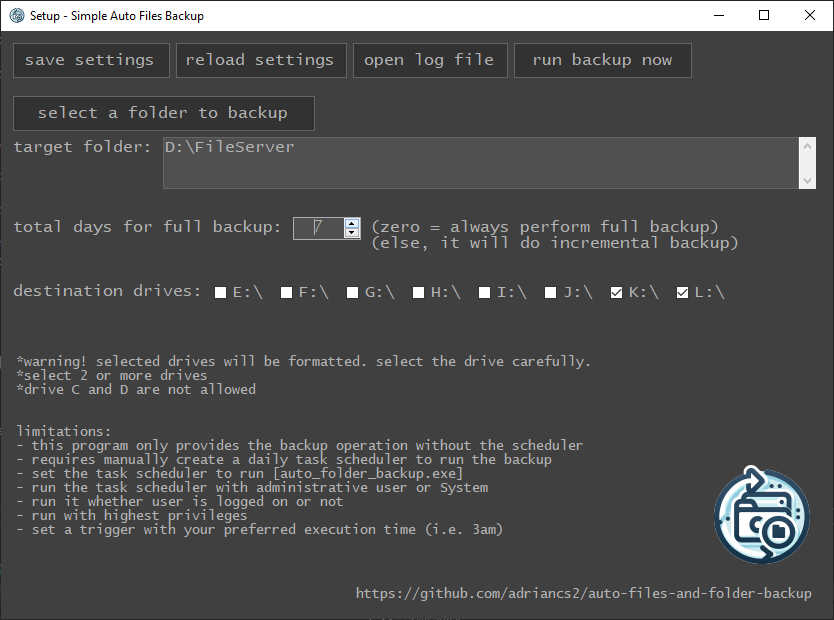 Setup - Simple Auto Files Backup
save settings reload settings open log file run backup now
select a folder to backup
target folder: D:\FileServer
total days for full backup: 7 (zero = always perform full backup)
(else, it will do incremental backup)
destination drives: E:\ F:\ G:\ H:\ I:\ J:\ K:\ L:\
*warning! selected drives will be formatted. select the drive carefully.
*select 2 or more drives
*drive C and D are not allowed
limitations:
- this program only provides the backup operation without the scheduler
- requires manually create a daily task scheduler to run the backup
- set the task scheduler to run [auto_folder_backup.exe]
- run the task scheduler with administrative user or System
- run it whether user is logged on or not
- run with highest privileges
- set a trigger with your preferred execution time (i.e. 3am)
https://github.com/adriancs2/auto-files-and-folder-backup